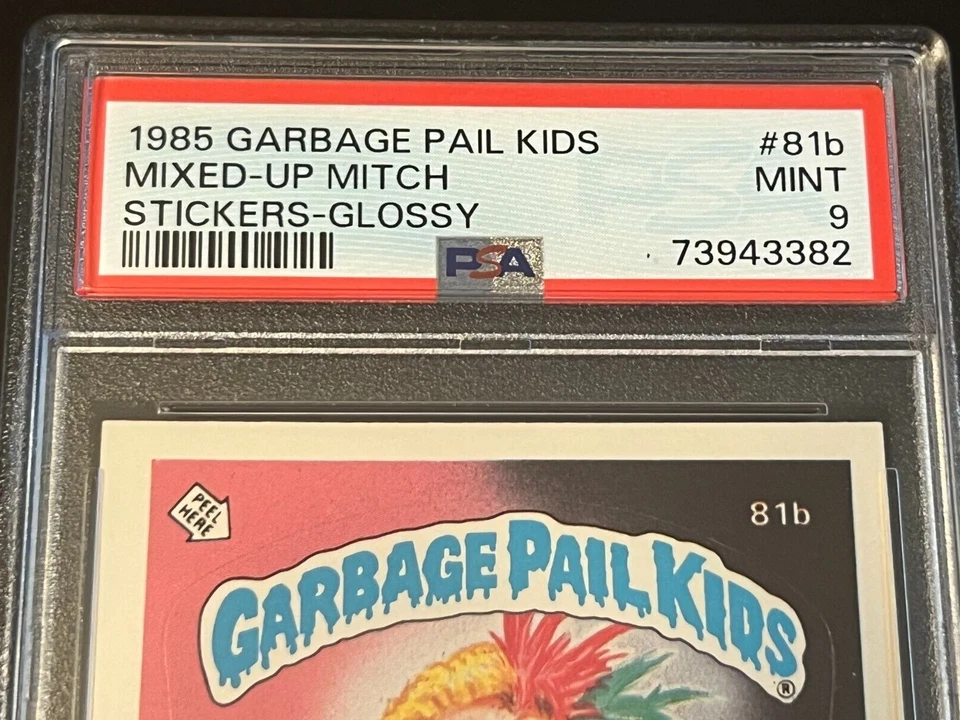 1985 GARBAGE PAIL KIDS #81b
MIXED-UP MITCH MINT
STICKERS-GLOSSY 9
PSA 73943382
PEEL
HERE
81b
GARBAGE PAIL KIDS
®